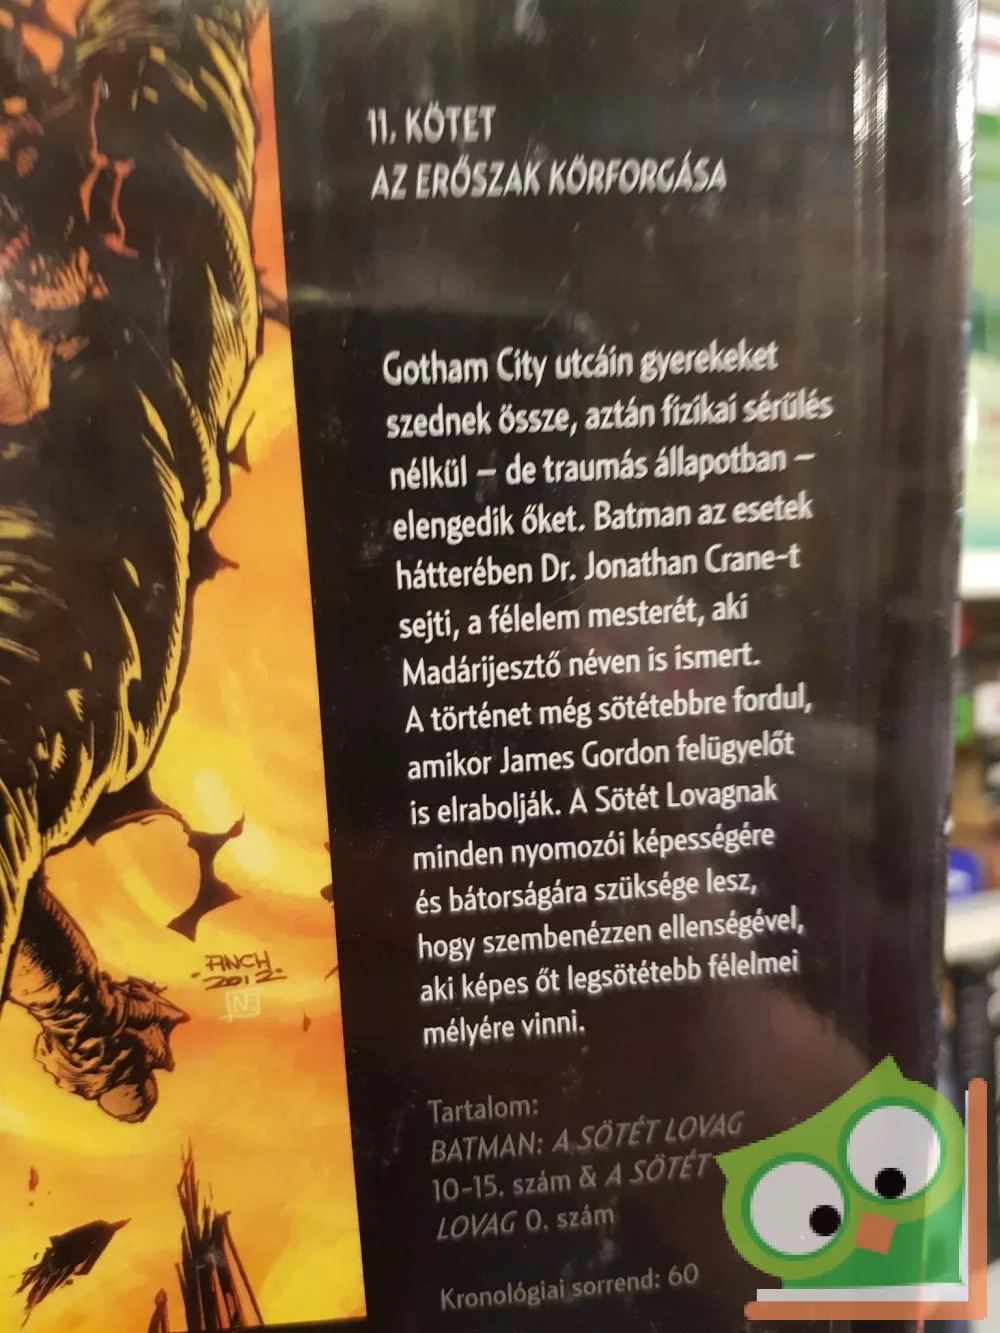 11. KÖTET
AZ ERŐSZAK KÖRFORGÁSA
Gotham City utcáin gyerekeket
szednek össze, aztán fizikai sérülés
nélkül – de traumás állapotban –
elengedik őket. Batman az esetek
hátterében Dr. Jonathan Crane-t
sejti, a félelem mesterét, aki
Madárijesztő néven is ismert.
A történet még sötétebbre fordul,
amikor James Gordon felügyelőt
is elrabolják. A Sötét Lovagnak
minden nyomozói képességére
és bátorságára szüksége lesz,
hogy szembenézzen ellenségével,
aki képes őt legsötétebb félelmei
mélyére vinni.
Tartalom:
BATMAN: A SÖTÉT LOVAG
10-15. szám & A SÖTÉT
LOVAG 0. szám
Kronológiai sorrend: 60
FINCH
2012